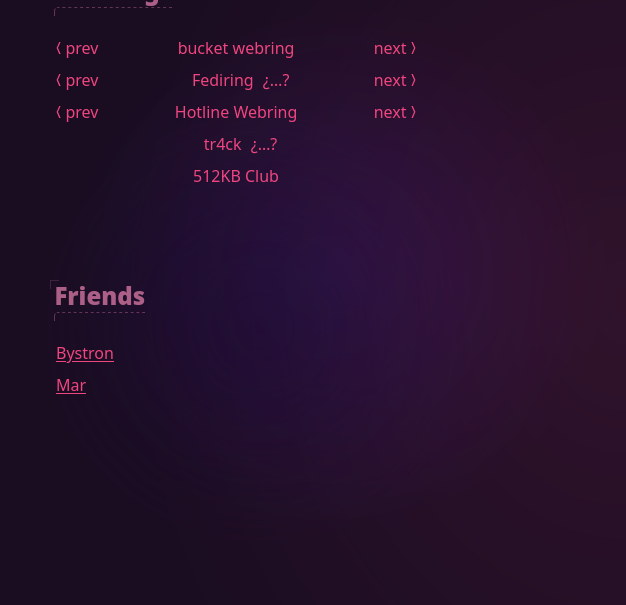 ⟨ prev bucket webring next ⟩
⟨ prev Fediring ¿…? next ⟩
⟨ prev Hotline Webring next ⟩
tr4ck ¿…?
512KB Club
Friends
Bystron
Mar